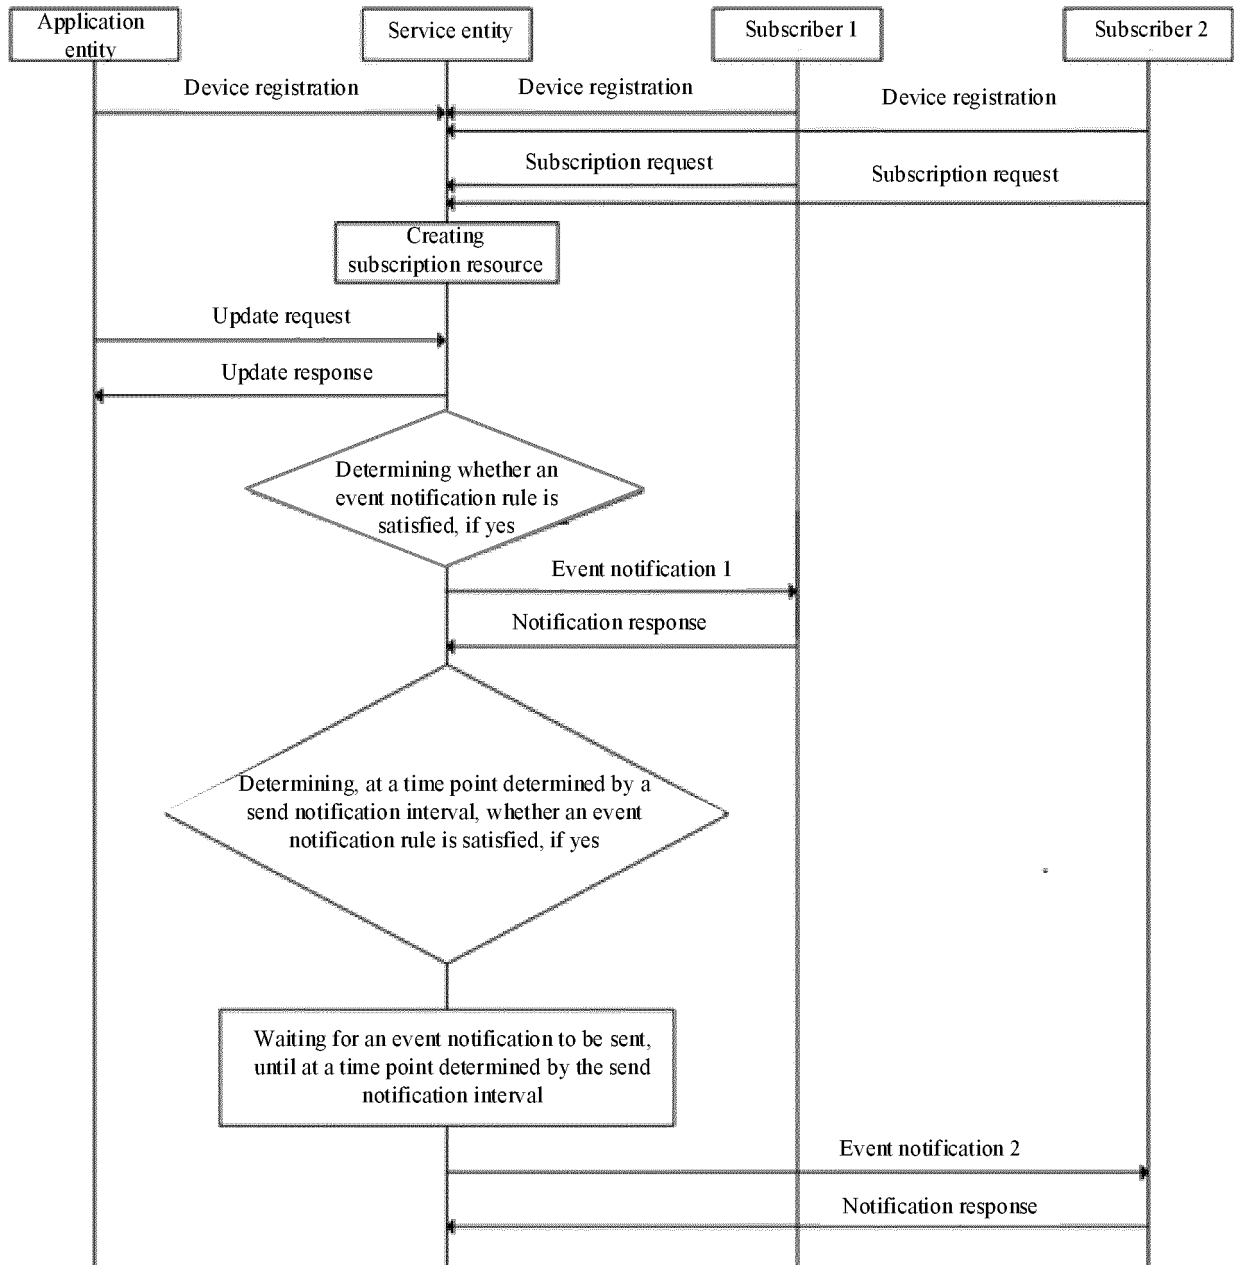 Application
entity
Service entity
Subscriber 1
Subscriber 2
Device registration
Device registration
Device registration
Subscription request
Subscription request
Creating
subscription resource
Update request
Update response
Determining whether an
event notification rule is
satisfied, if yes
Event notification 1
Notification response
Determining, at a time point determined by a
send notification interval, whether an event
notification rule is satisfied, if yes
Waiting for an event notification to be sent,
until at a time point determined by the send
notification interval
Event notification 2
Notification response